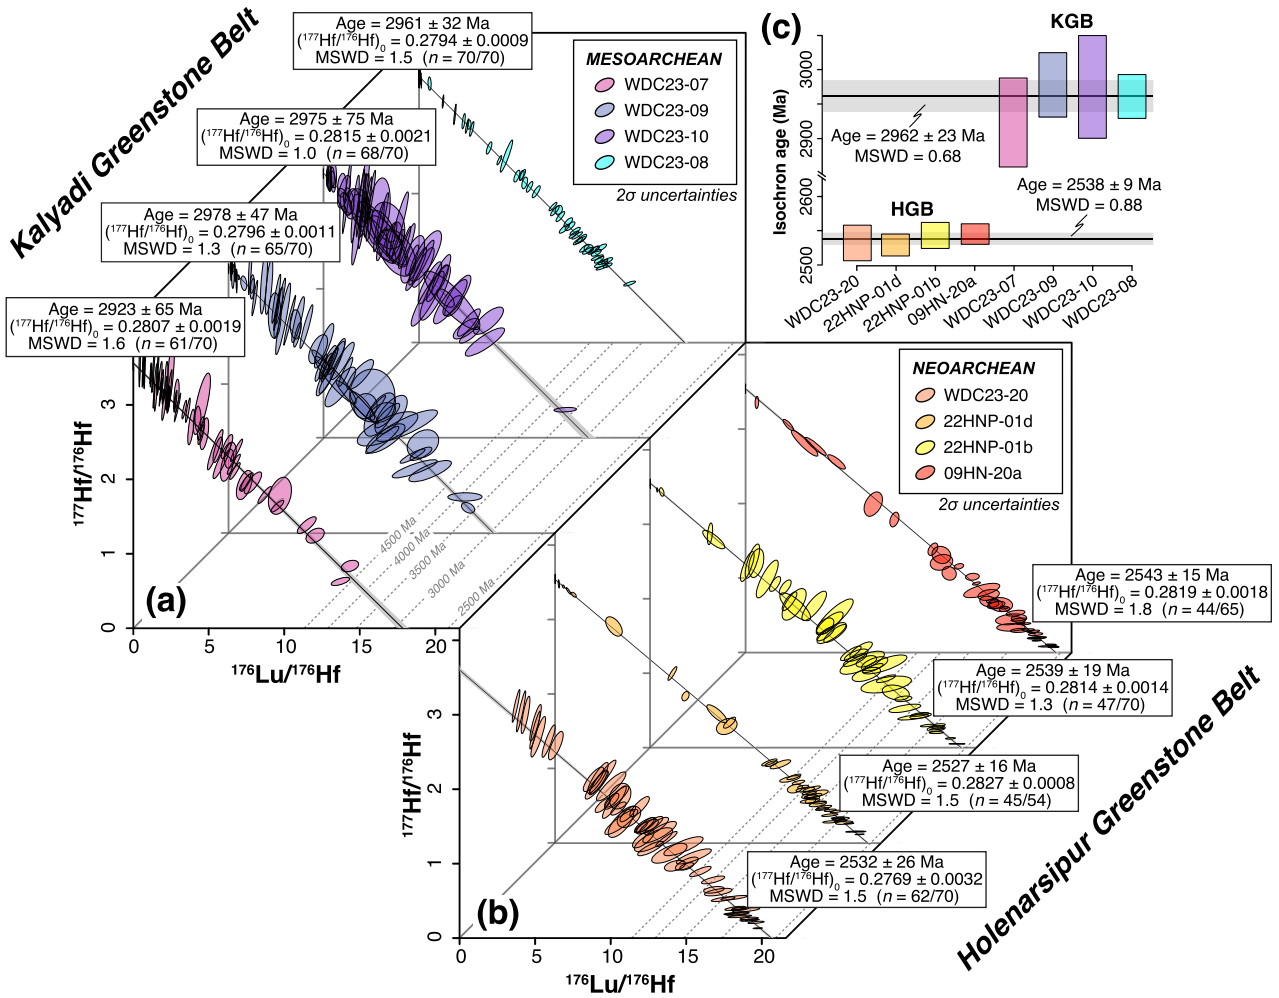 Kalyadi Greenstone Belt
Age = 2961 ± 32 Ma
(¹⁷⁷Hf/¹⁷⁶Hf)₀ = 0.2794 ± 0.0009
MSWD = 1.5 (n = 70/70)
Age = 2975 ± 75 Ma
(¹⁷⁷Hf/¹⁷⁶Hf)₀ = 0.2815 ± 0.0021
MSWD = 1.0 (n = 68/70)
Age = 2978 ± 47 Ma
(¹⁷⁷Hf/¹⁷⁶Hf)₀ = 0.2796 ± 0.0011
MSWD = 1.3 (n = 65/70)
Age = 2923 ± 65 Ma
(¹⁷⁷Hf/¹⁷⁶Hf)₀ = 0.2807 ± 0.0019
MSWD = 1.6 (n = 61/70)
MESOARCHEAN
WDC23-07
WDC23-09
WDC23-10
WDC23-08
2σ uncertainties
3
2
1
0
¹⁷⁷Hf/¹⁷⁶Hf
(a)
4500 Ma
4000 Ma
3500 Ma
3000 Ma
2500 Ma
0
5
10
15
20
¹⁷⁶Lu/¹⁷⁶Hf
(c)
KGB
3000
2900
2600
2500
Isochron age (Ma)
Age = 2962 ± 23 Ma
MSWD = 0.68
Age = 2538 ± 9 Ma
MSWD = 0.88
HGB
WDC23-20
22HNP-01d
22HNP-01b
09HN-20a
WDC23-07
WDC23-09
WDC23-10
WDC23-08
NEOARCHEAN
WDC23-20
22HNP-01d
22HNP-01b
09HN-20a
2σ uncertainties
Age = 2543 ± 15 Ma
(¹⁷⁷Hf/¹⁷⁶Hf)₀ = 0.2819 ± 0.0018
MSWD = 1.8 (n = 44/65)
Age = 2539 ± 19 Ma
(¹⁷⁷Hf/¹⁷⁶Hf)₀ = 0.2814 ± 0.0014
MSWD = 1.3 (n = 47/70)
Age = 2527 ± 16 Ma
(¹⁷⁷Hf/¹⁷⁶Hf)₀ = 0.2827 ± 0.0008
MSWD = 1.5 (n = 45/54)
Age = 2532 ± 26 Ma
(¹⁷⁷Hf/¹⁷⁶Hf)₀ = 0.2769 ± 0.0032
MSWD = 1.5 (n = 62/70)
3
2
1
0
¹⁷⁷Hf/¹⁷⁶Hf
(b)
0
5
10
15
20
¹⁷⁶Lu/¹⁷⁶Hf
Holenarsipur Greenstone Belt